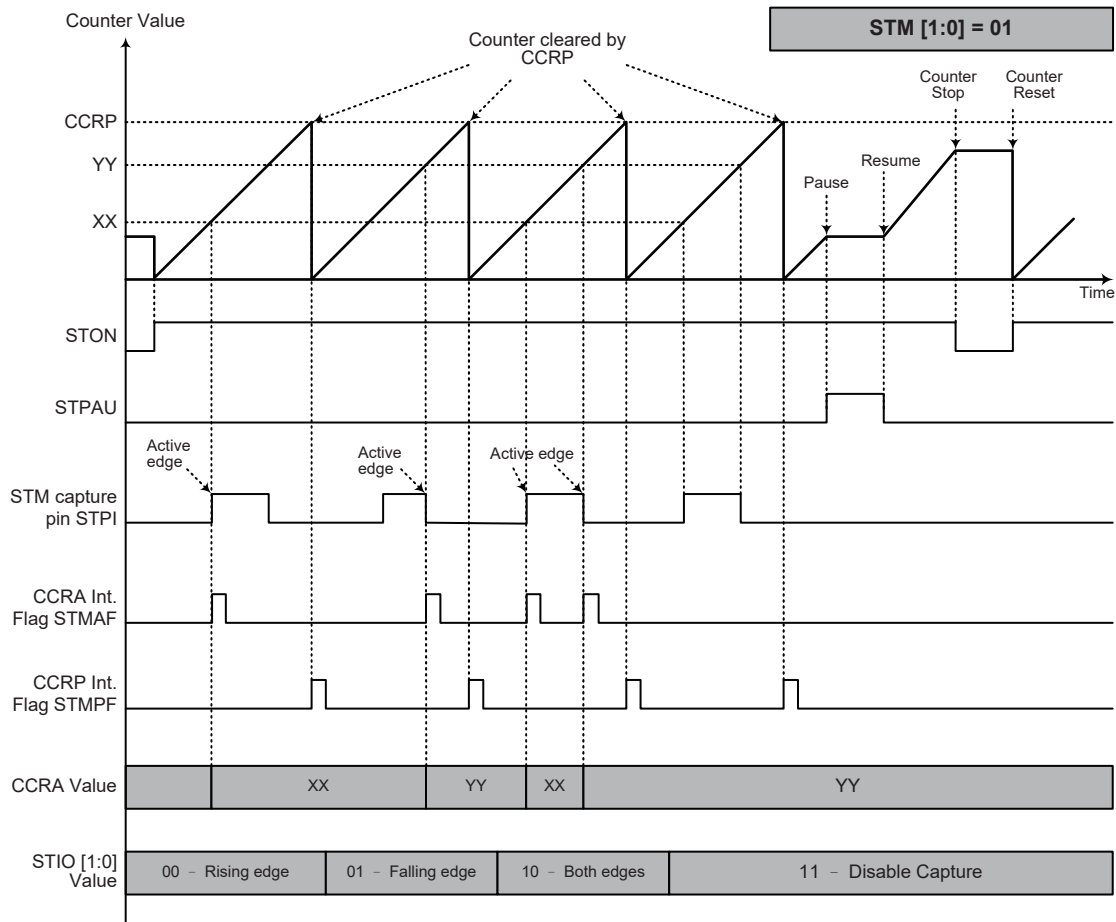 Counter Value
STM [1:0] = 01
Counter cleared by
CCRP
Counter
Stop
Counter
Reset
CCRP
YY
Resume
Pause
XX
Time
STON
STPAU
Active
edge
Active
edge
Active edge
STM capture
pin STPI
CCRA Int.
Flag STMAF
CCRP Int.
Flag STMPF
CCRA Value
XX
YY
XX
YY
STIO [1:0]
Value
00 – Rising edge
01 – Falling edge
10 – Both edges
11 – Disable Capture